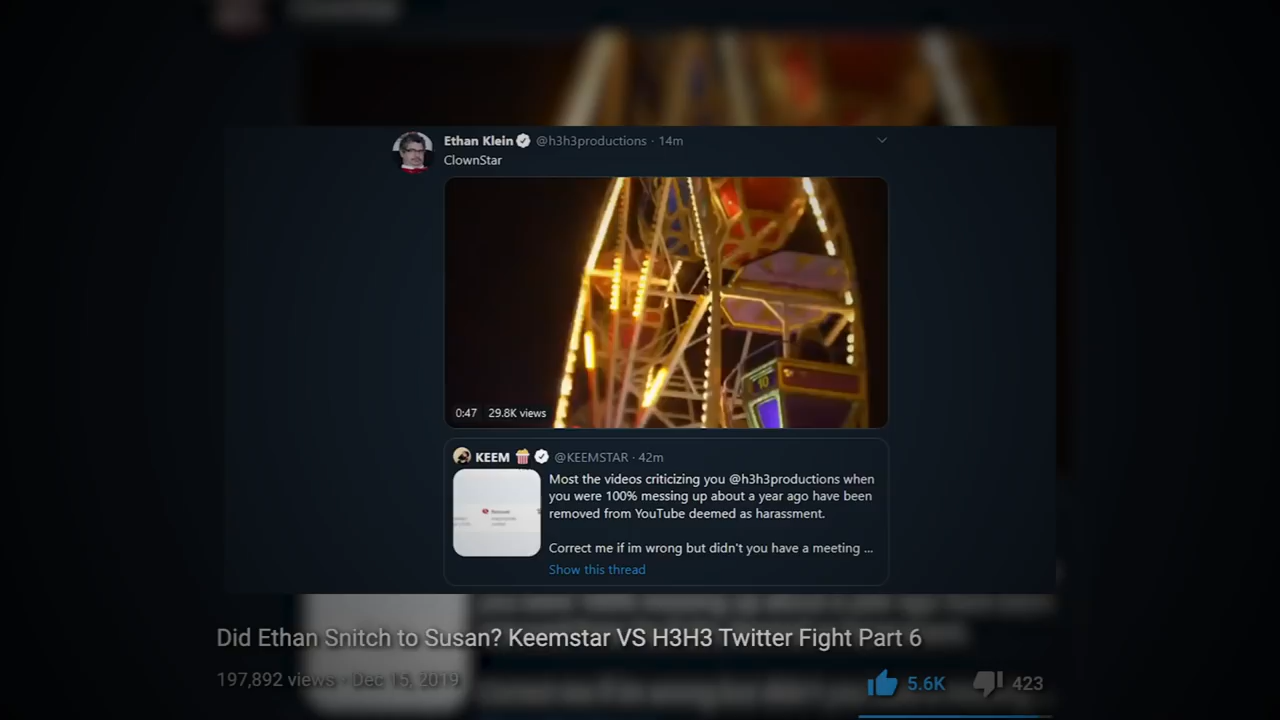 Ethan Klein @h3h3productions · 14m
ClownStar
10
0:47 29.8K views
KEEM 🍿 @KEEMSTAR · 42m
Most the videos criticizing you @h3h3productions when
you were 100% messing up about a year ago have been
removed from YouTube deemed as harassment.
Correct me if im wrong but didn't you have a meeting ...
Show this thread
Did Ethan Snitch to Susan? Keemstar VS H3H3 Twitter Fight Part 6
197,892 views · Dec 15, 2019
5.6K 423